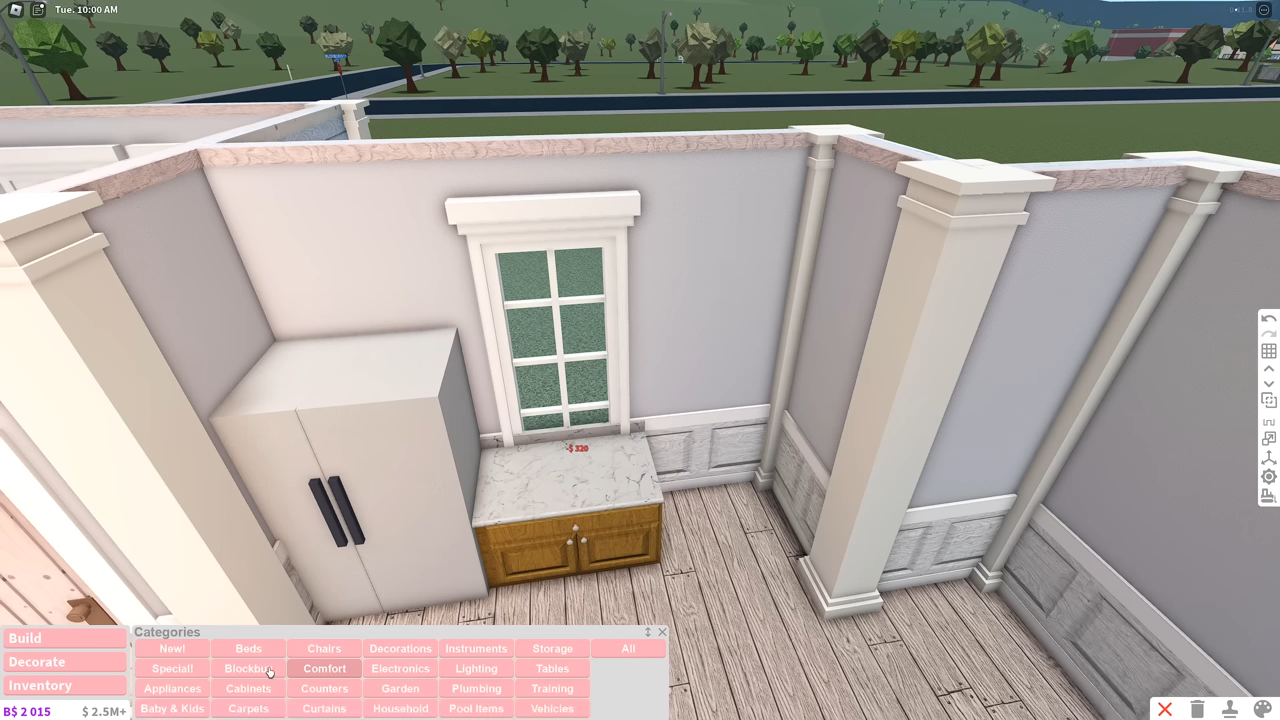 Tue. 10:00 AM
-$ 320
Build
Decorate
Inventory
B$ 2 015 $ 2.5M+
Categories
New! Beds Chairs Decorations Instruments Storage All
Special! Blockbu Comfort Electronics Lighting Tables
Appliances Cabinets Counters Garden Plumbing Training
Baby & Kids Carpets Curtains Household Pool Items Vehicles